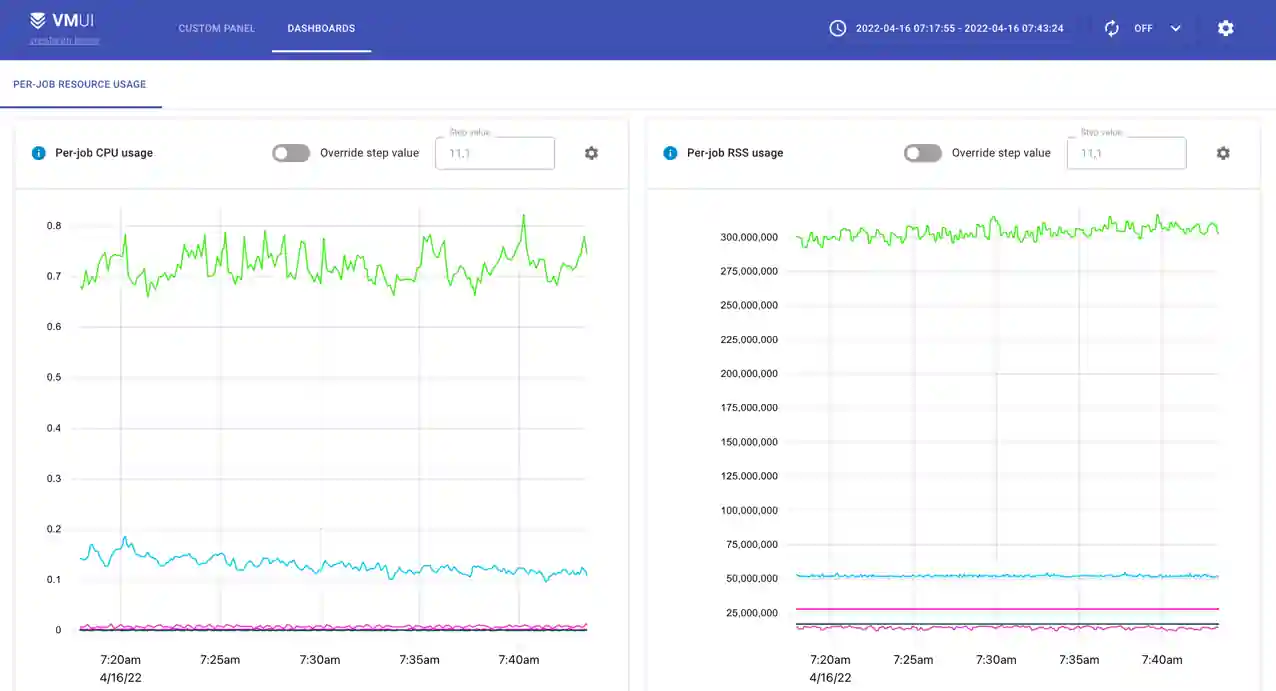 VMUI
CUSTOM PANEL
DASHBOARDS
2022-04-16 07:17:55 - 2022-04-16 07:43:24
OFF
PER-JOB RESOURCE USAGE
Per-job CPU usage
Override step value
Step value
11,1
0.8
0.7
0.6
0.5
0.4
0.3
0.2
0.1
0
7:20am
7:25am
7:30am
7:35am
7:40am
4/16/22
Per-job RSS usage
Override step value
Step value
11,1
300,000,000
275,000,000
250,000,000
225,000,000
200,000,000
175,000,000
150,000,000
125,000,000
100,000,000
75,000,000
50,000,000
25,000,000
7:20am
7:25am
7:30am
7:35am
7:40am
4/16/22